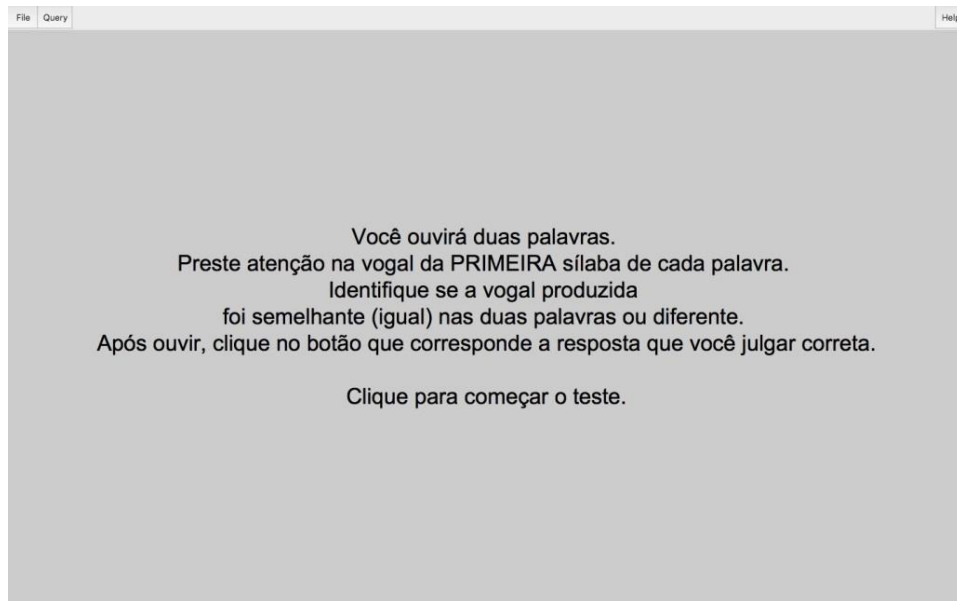 File Query Help
Você ouvirá duas palavras.
Preste atenção na vogal da PRIMEIRA sílaba de cada palavra.
Identifique se a vogal produzida
foi semelhante (igual) nas duas palavras ou diferente.
Após ouvir, clique no botão que corresponde a resposta que você julgar correta.
Clique para começar o teste.